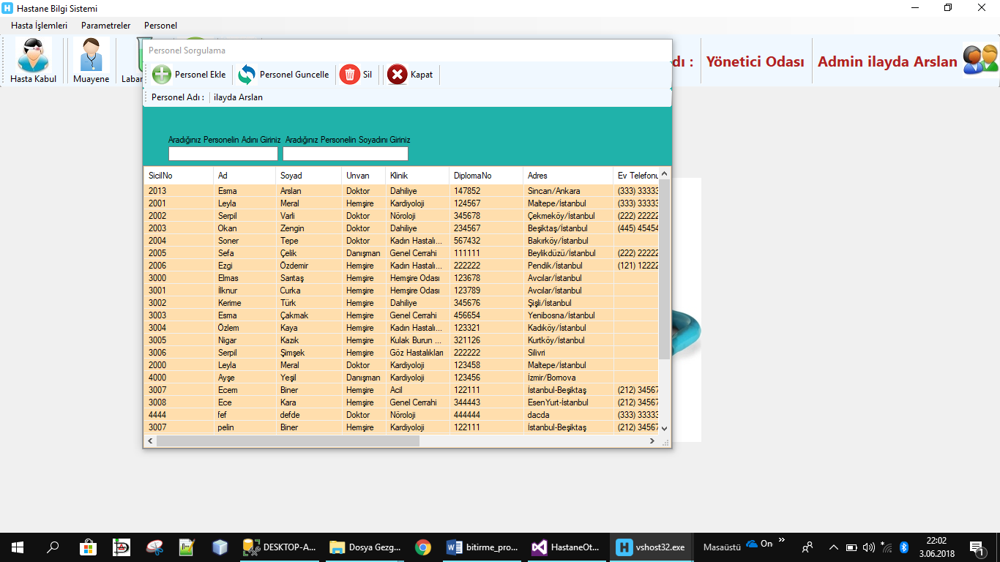 Hastane Bilgi Sistemi
Hasta İşlemleri Parametreler Personel
Hasta Kabul Muayene Labar
dı : Yönetici Odası Admin ilayda Arslan
Personel Sorgulama
Personel Ekle Personel Guncelle Sil Kapat
Personel Adı : ilayda Arslan
Aradığınız Personelin Adını Giriniz Aradığınız Personelin Soyadını Giriniz
SicilNo Ad Soyad Unvan Klinik DiplomaNo Adres Ev Telefonu
2013 Esma Arslan Doktor Dahiliye 147852 Sincan/Ankara (333) 33333
2001 Leyla Meral Hemşire Kardiyoloji 124567 Maltepe/İstanbul (333) 33333
2002 Serpil Varli Doktor Nöroloji 345678 Çekmeköy/İstanbul (222) 22222
2003 Okan Zengin Doktor Dahiliye 234567 Beşiktaş/İstanbul (445) 45454
2004 Soner Tepe Doktor Kadın Hastalı... 567432 Bakırköy/İstanbul
2005 Sefa Çelik Danışman Genel Cerrahi 111111 Beylikdüzü/İstanbul (222) 22222
2006 Ezgi Özdemir Hemşire Kadın Hastalı... 222222 Pendik/İstanbul (121) 12222
3000 Elmas Sarıtaş Hemşire Hemşire Odası 123678 Avcılar/İstanbul
3001 İlknur Curka Hemşire Hemşire Odası 123789 Avcılar/İstanbul
3002 Kerime Türk Hemşire Dahiliye 345676 Şişli/İstanbul
3003 Esma Çakmak Hemşire Genel Cerrahi 456654 Yenibosna/İstanbul
3004 Özlem Kaya Hemşire Kadın Hastalı... 123321 Kadıköy/İstanbul
3005 Nigar Kazık Hemşire Kulak Burun ... 321126 Kurtköy/İstanbul
3006 Serpil Şimşek Hemşire Göz Hastalıkları 222222 Silivri
2000 Leyla Meral Doktor Kardiyoloji 123458 Maltepe/İstanbul
4000 Ayşe Yeşil Danışman Kardiyoloji 123456 İzmir/Bornova
3007 Ecem Biner Hemşire Acil 122111 İstanbul-Beşiktaş (212) 34567
3008 Ece Kara Hemşire Genel Cerrahi 344443 EsenYurt-İstanbul (212) 34567
4444 fef defde Doktor Nöroloji 444444 dacda (333) 33333
3007 pelin Biner Hemşire Kardiyoloji 122111 İstanbul-Beşiktaş (212) 34567
DESKTOP-A... Dosya Gezg... bitirme_pro... HastaneOt... vshost32.exe Masaüstü On 22:02
3.06.2018